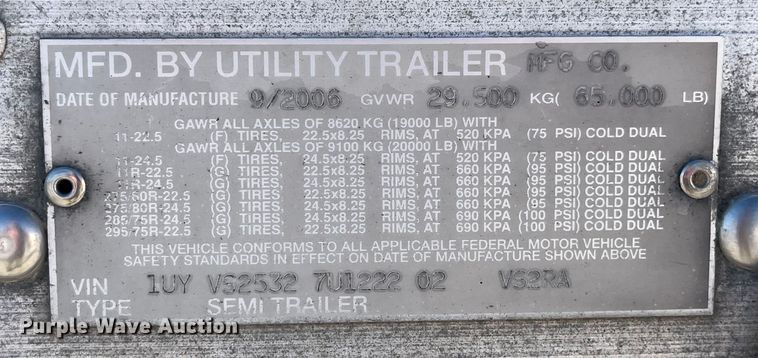 MFD. BY UTILITY TRAILER MFG CO.
DATE OF MANUFACTURE 9/2006 GVWR 29.500 KG( 65.000 LB)
GAWR ALL AXLES OF 8620 KG (19000 LB) WITH
11-22.5 (F) TIRES, 22.5x8.25 RIMS, AT 520 KPA (75 PSI) COLD DUAL
GAWR ALL AXLES OF 9100 KG (20000 LB) WITH
11-24.5 (F) TIRES, 24.5x8.25 RIMS, AT 520 KPA (75 PSI) COLD DUAL
11R-22.5 (G) TIRES, 22.5x8.25 RIMS, AT 660 KPA (95 PSI) COLD DUAL
11R-24.5 (G) TIRES, 24.5x8.25 RIMS, AT 660 KPA (95 PSI) COLD DUAL
275/80R-22.5 (G) TIRES, 22.5x8.25 RIMS, AT 660 KPA (95 PSI) COLD DUAL
275/80R-24.5 (G) TIRES, 24.5x8.25 RIMS, AT 660 KPA (95 PSI) COLD DUAL
285/75R-24.5 (G) TIRES, 24.5x8.25 RIMS, AT 690 KPA (100 PSI) COLD DUAL
295/75R-22.5 (G) TIRES, 22.5x8.25 RIMS, AT 690 KPA (100 PSI) COLD DUAL
THIS VEHICLE CONFORMS TO ALL APPLICABLE FEDERAL MOTOR VEHICLE
SAFETY STANDARDS IN EFFECT ON DATE OF MANUFACTURE SHOWN ABOVE
VIN 1UY VS2532 7U1222 02 VS2RA
TYPE SEMI TRAILER
Purple Wave Auction